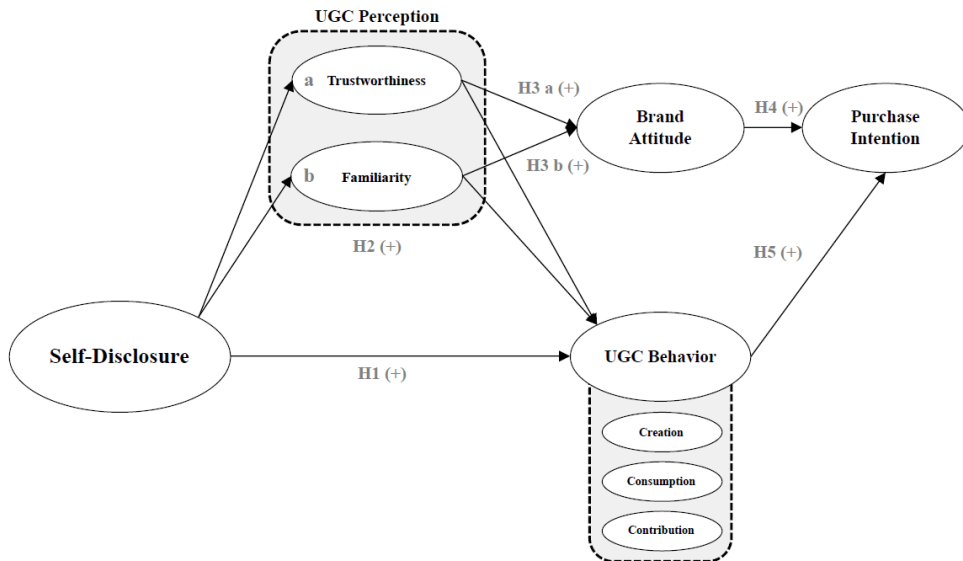 UGC Perception
a
Trustworthiness
H3 a (+)
Brand
Attitude
H4 (+)
Purchase
Intention
H3 b (+)
b
Familiarity
H2 (+)
H5 (+)
Self-Disclosure
H1 (+)
UGC Behavior
Creation
Consumption
Contribution